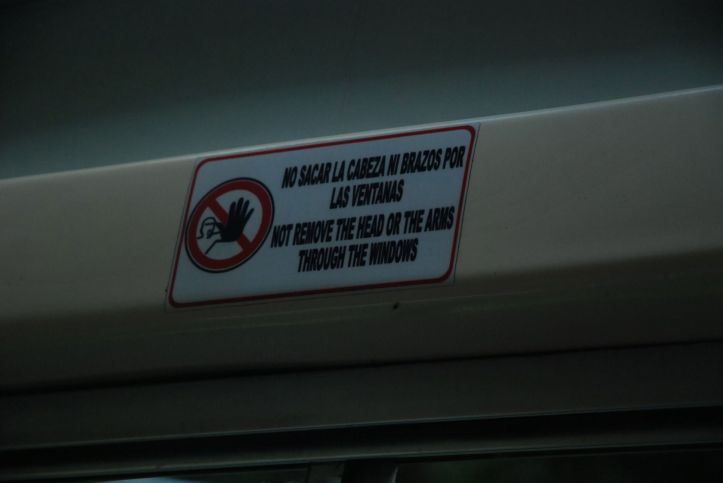 NO SACAR LA CABEZA NI BRAZOS POR
LAS VENTANAS
NOT REMOVE THE HEAD OR THE ARMS
THROUGH THE WINDOWS